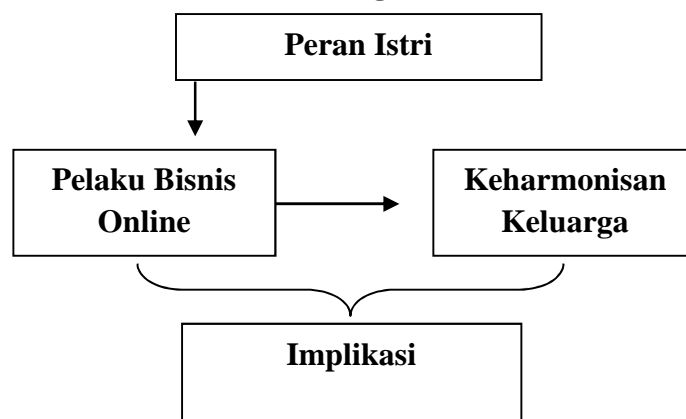 Peran Istri
Pelaku Bisnis
Online
Keharmonisan
Keluarga
Implikasi